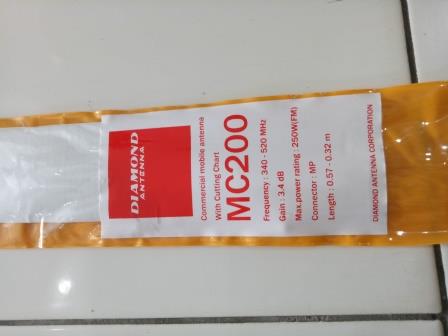 DIAMOND
ANTENNA
Commercial mobile antenna
With Cutting Chart
MC200
Frequency : 340 - 520 MHz
Gain : 3.4 dB
Max.power rating : 250W(FM)
Connector : MP
Length : 0.57 - 0.32 m
DIAMOND ANTENNA CORPORATION